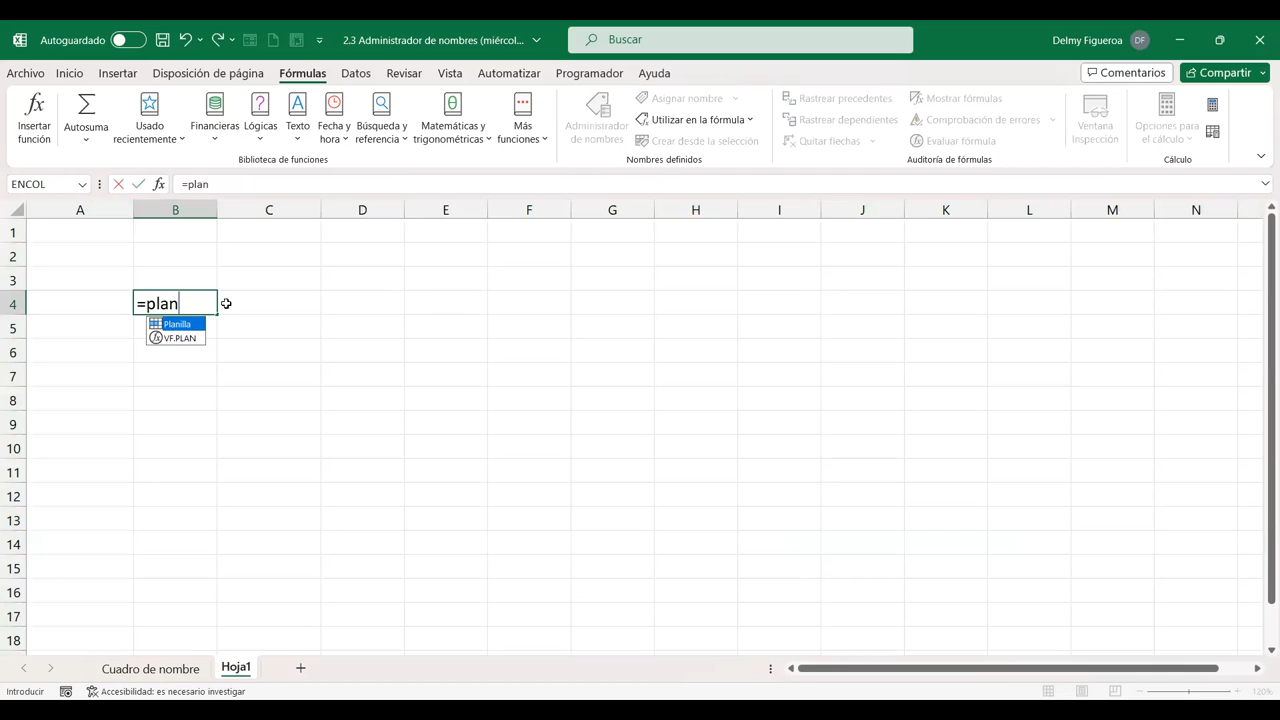 Autoguardado
2.3 Administrador de nombres (miércol...
Buscar
Delmy Figueroa DF
Archivo Inicio Insertar Disposición de página Fórmulas Datos Revisar Vista Automatizar Programador Ayuda
Comentarios Compartir
Insertar función
Autosuma
Usado recientemente
Financieras
Lógicas
Texto
Fecha y hora
Búsqueda y referencia
Matemáticas y trigonométricas
Más funciones
Biblioteca de funciones
Administrador de nombres
Asignar nombre
Utilizar en la fórmula
Crear desde la selección
Nombres definidos
Rastrear precedentes
Rastrear dependientes
Quitar flechas
Mostrar fórmulas
Comprobación de errores
Evaluar fórmula
Auditoría de fórmulas
Ventana Inspección
Opciones para el cálculo
Cálculo
ENCOL fx =plan
A B C D E F G H I J K L M N
1
2
3
4 =plan
Planilla
VF.PLAN
5
6
7
8
9
10
11
12
13
14
15
16
17
18
Cuadro de nombre Hoja1
Introducir Accesibilidad: es necesario investigar 120%